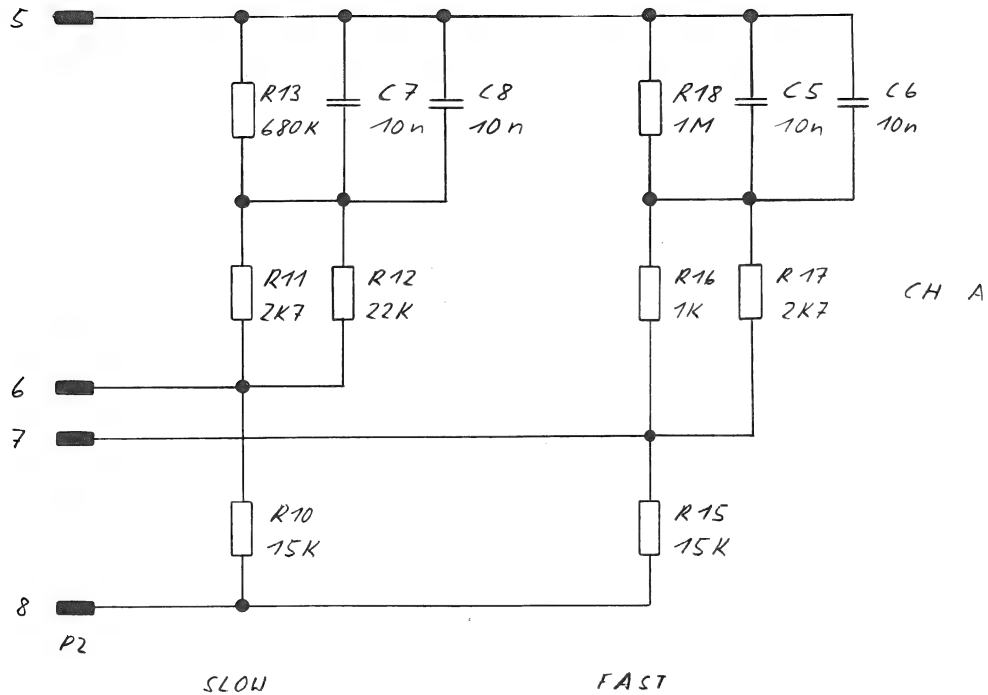 5
R13
680K
C7
10n
C8
10n
R18
1M
C5
10n
C6
10n
R11
2K7
R12
22K
R16
1K
R17
2K7
CH A
6
7
R10
15K
R15
15K
8
P2
SLOW
FAST